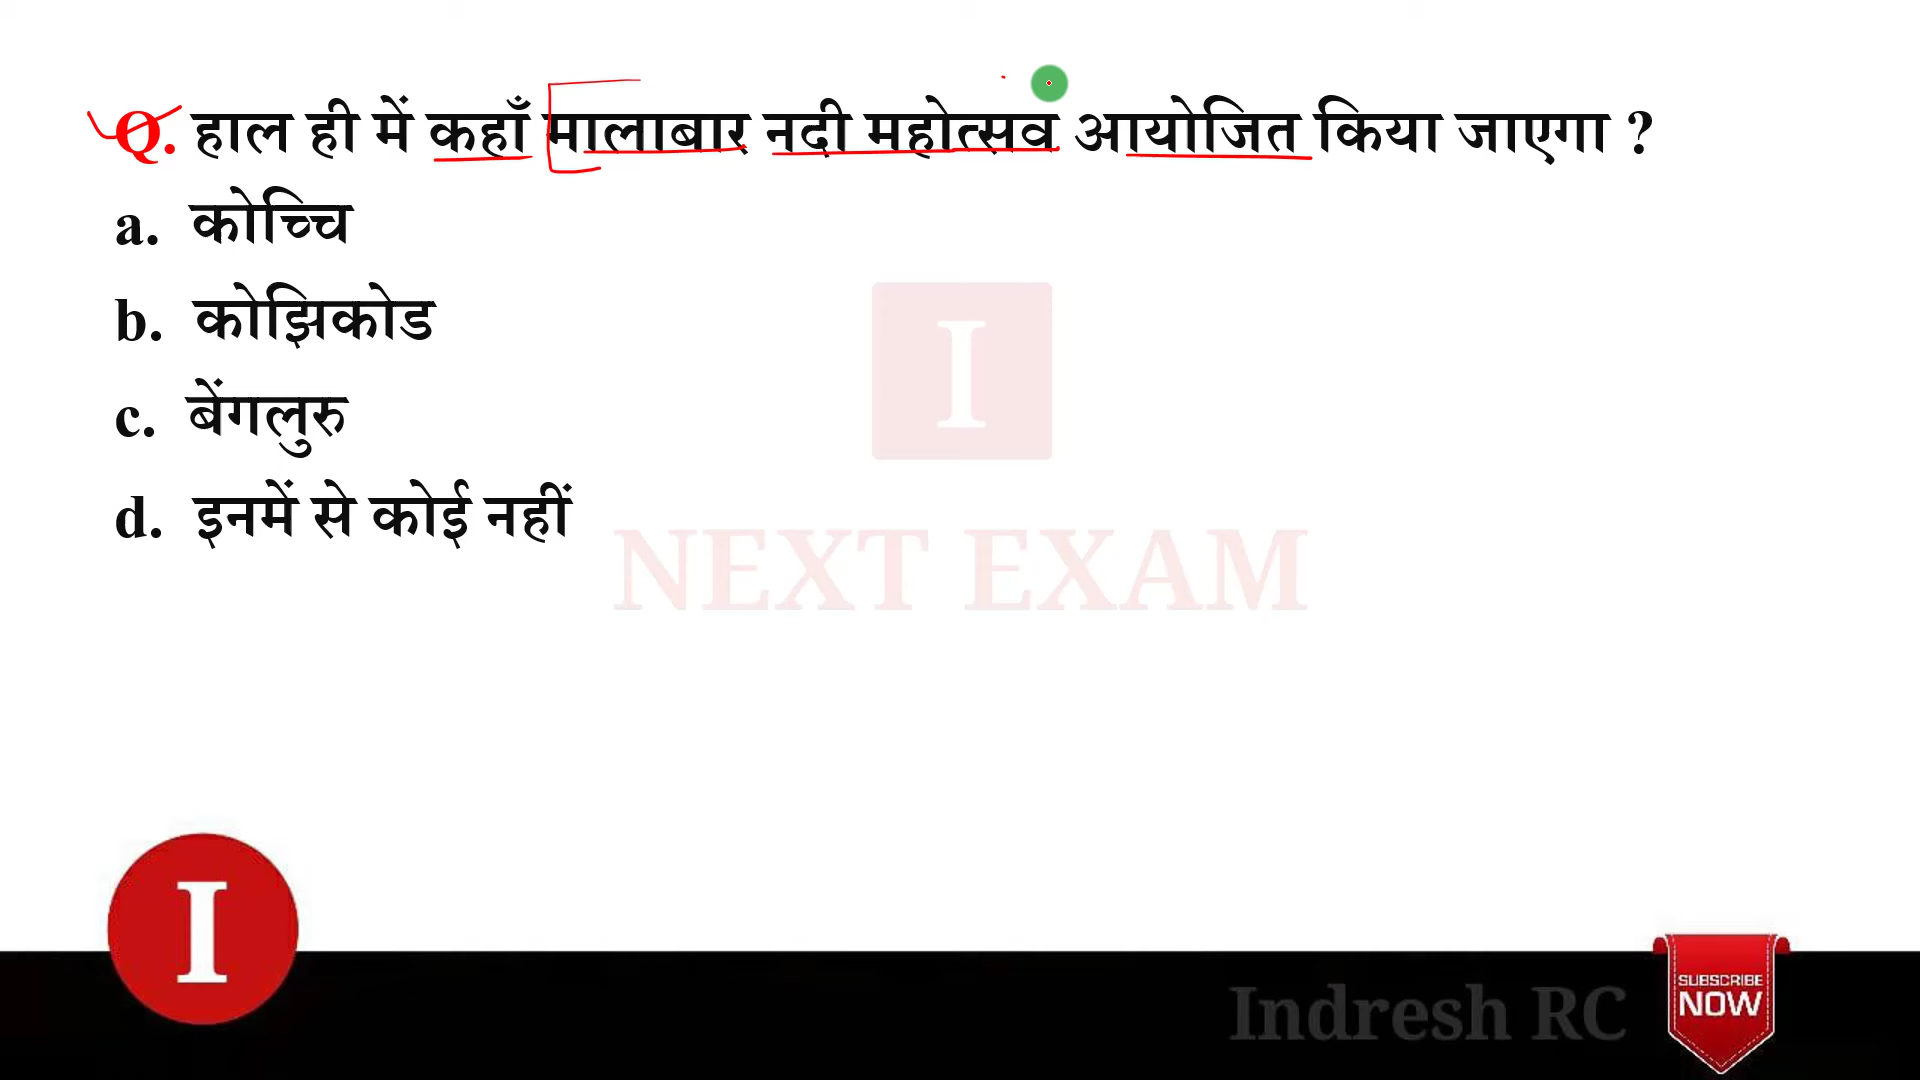 Q. हाल ही में कहाँ मालाबार नदी महोत्सव आयोजित किया जाएगा ?
a. कोच्चि
b. कोझिकोड
c. बेंगलुरु
d. इनमें से कोई नहीं
I
NEXT EXAM
I
Indresh RC
SUBSCRIBE
NOW